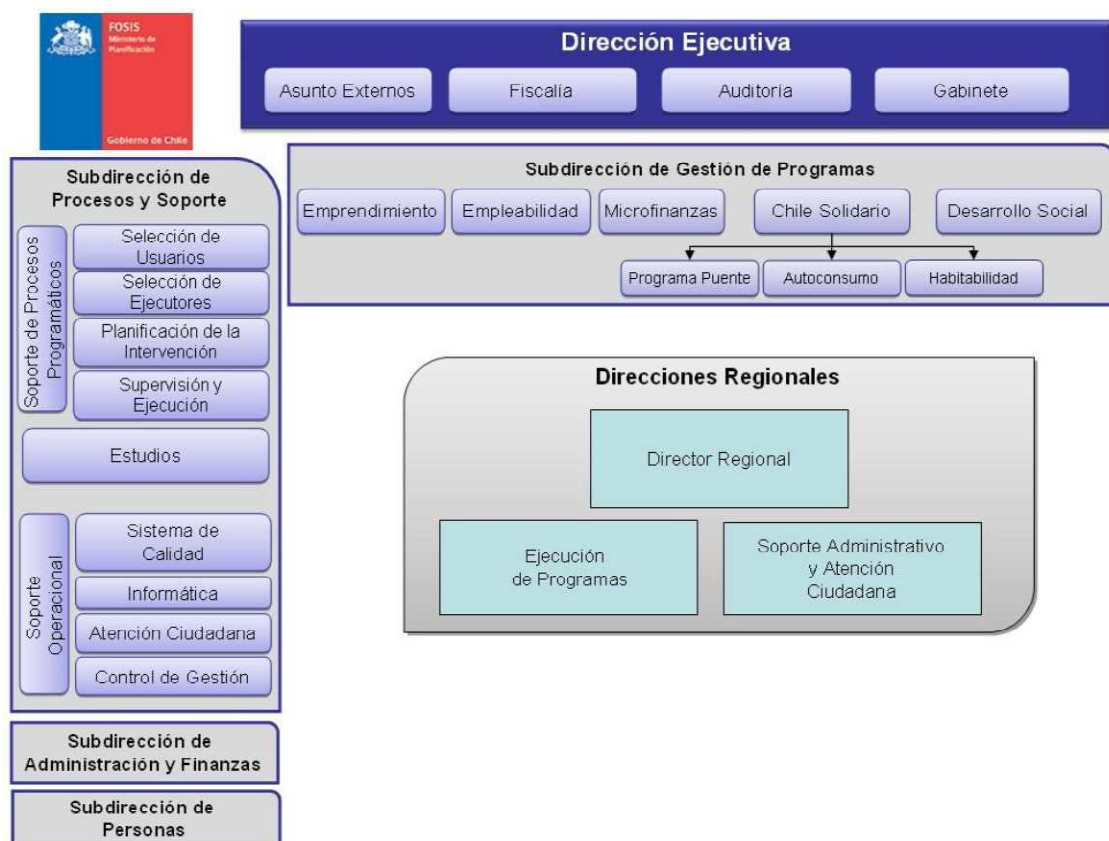 FOSIS
Ministerio de
Planificación
Gobierno de Chile
Dirección Ejecutiva
Asunto Externos
Fiscalía
Auditoría
Gabinete
Subdirección de Gestión de Programas
Emprendimiento
Empleabilidad
Microfinanzas
Chile Solidario
Desarrollo Social
Programa Puente
Autoconsumo
Habitabilidad
Subdirección de
Procesos y Soporte
Soporte de Procesos
Programáticos
Selección de
Usuarios
Selección de
Ejecutores
Planificación de la
Intervención
Supervisión y
Ejecución
Estudios
Soporte
Operacional
Sistema de
Calidad
Informática
Atención Ciudadana
Control de Gestión
Subdirección de
Administración y Finanzas
Subdirección de
Personas
Direcciones Regionales
Director Regional
Ejecución
de Programas
Soporte Administrativo
y Atención
Ciudadana